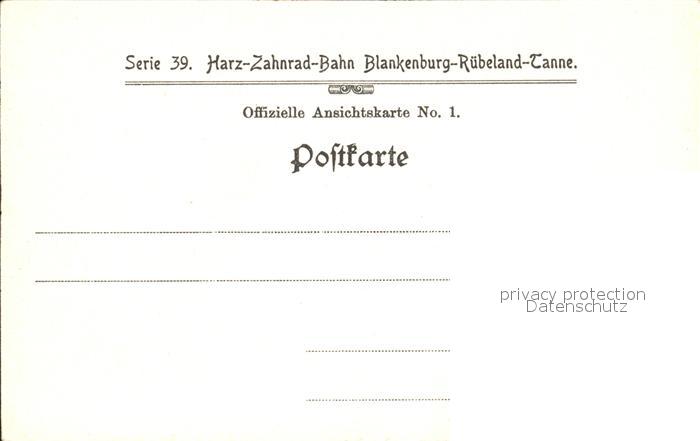 Serie 39. Harz-Zahnrad-Bahn Blankenburg-Rübeland-Tanne.
Offizielle Ansichtskarte No. 1.
Poſtkarte
privacy protection
Datenschutz